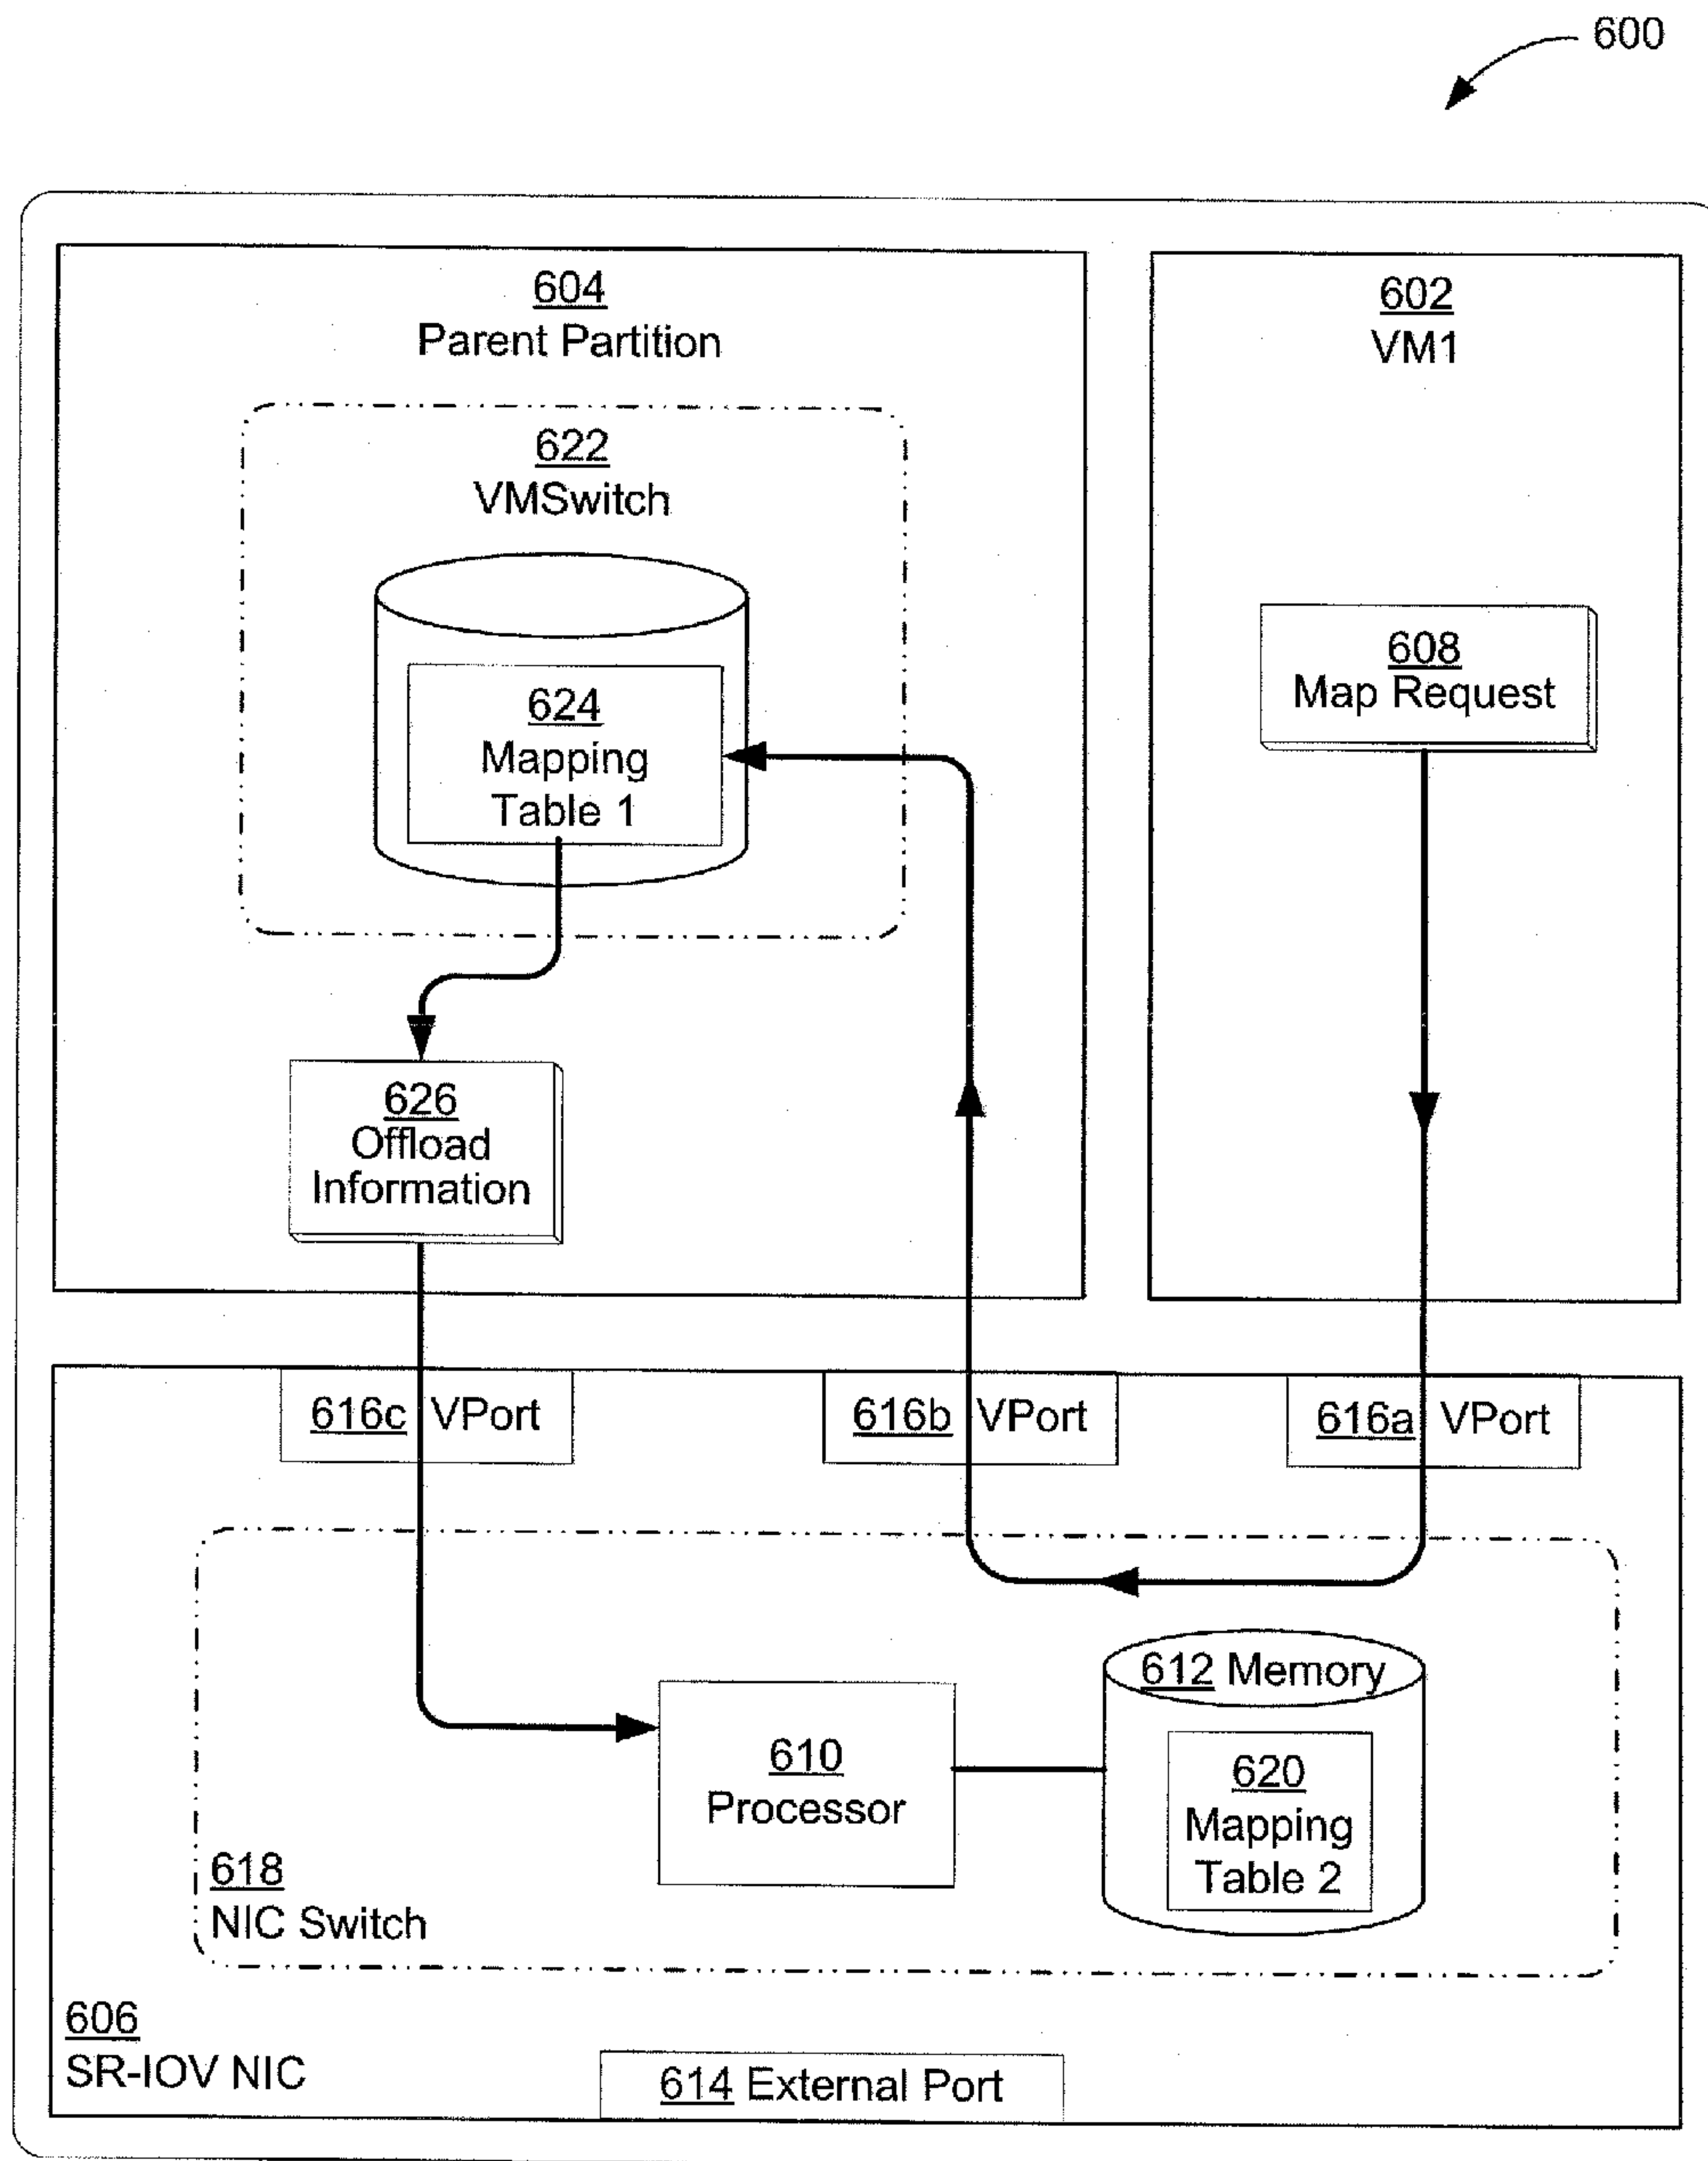 600
604
Parent Partition
602
VM1
622
VMSwitch
608
Map Request
624
Mapping
Table 1
626
Offload
Information
616c VPort
616b VPort
616a VPort
612 Memory
610
Processor
620
Mapping
Table 2
618
NIC Switch
606
SR-IOV NIC
614 External Port